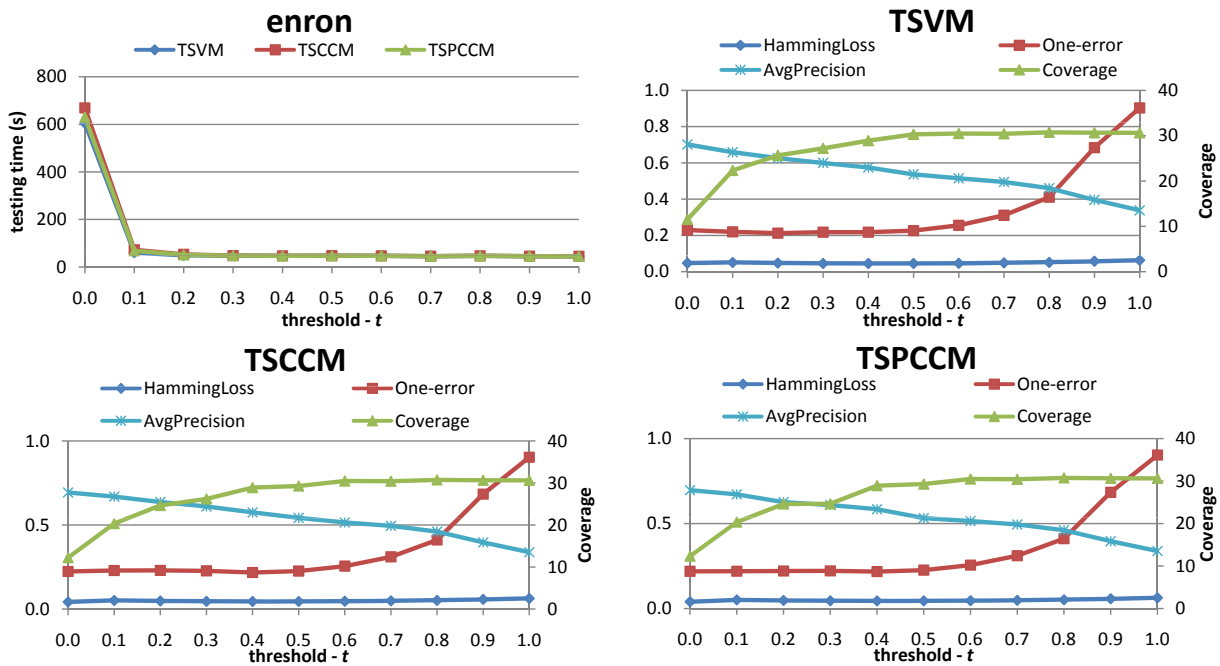 enron
TSVM TSCCM TSPCCM
800
600
400
200
0
testing time (s)
0.0 0.1 0.2 0.3 0.4 0.5 0.6 0.7 0.8 0.9 1.0
threshold - t
TSVM
HammingLoss One-error
AvgPrecision Coverage
1.0
0.8
0.6
0.4
0.2
0.0
40
30
20
10
0
Coverage
0.0 0.1 0.2 0.3 0.4 0.5 0.6 0.7 0.8 0.9 1.0
threshold - t
TSCCM
HammingLoss One-error
AvgPrecision Coverage
1.0
0.5
0.0
40
30
20
10
0
Coverage
0.0 0.1 0.2 0.3 0.4 0.5 0.6 0.7 0.8 0.9 1.0
threshold - t
TSPCCM
HammingLoss One-error
AvgPrecision Coverage
1.0
0.5
0.0
40
30
20
10
0
Coverage
0.0 0.1 0.2 0.3 0.4 0.5 0.6 0.7 0.8 0.9 1.0
threshold - t